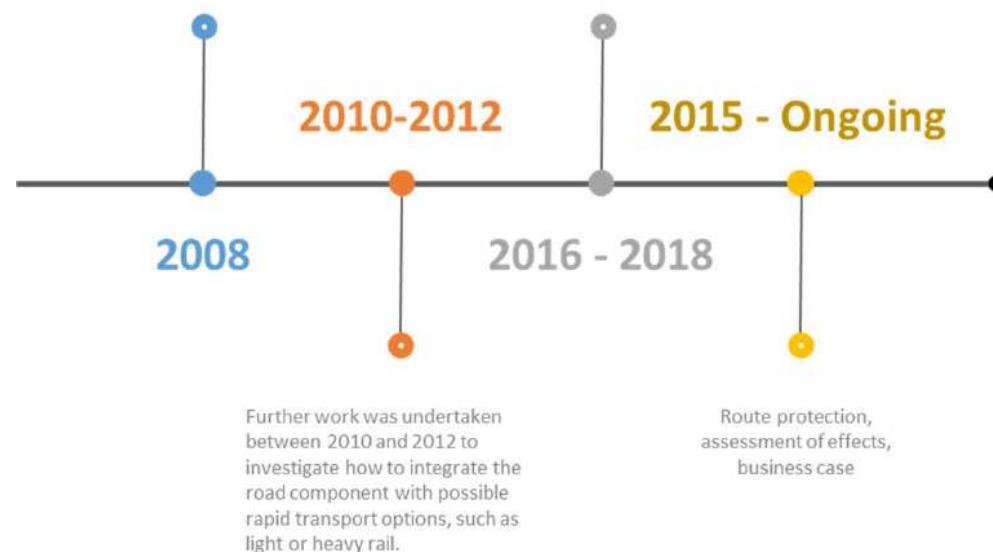 2010-2012
2015 - Ongoing
2008
2016 - 2018
Further work was undertaken
between 2010 and 2012 to
investigate how to integrate the
road component with possible
rapid transport options, such as
light or heavy rail.
Route protection,
assessment of effects,
business case